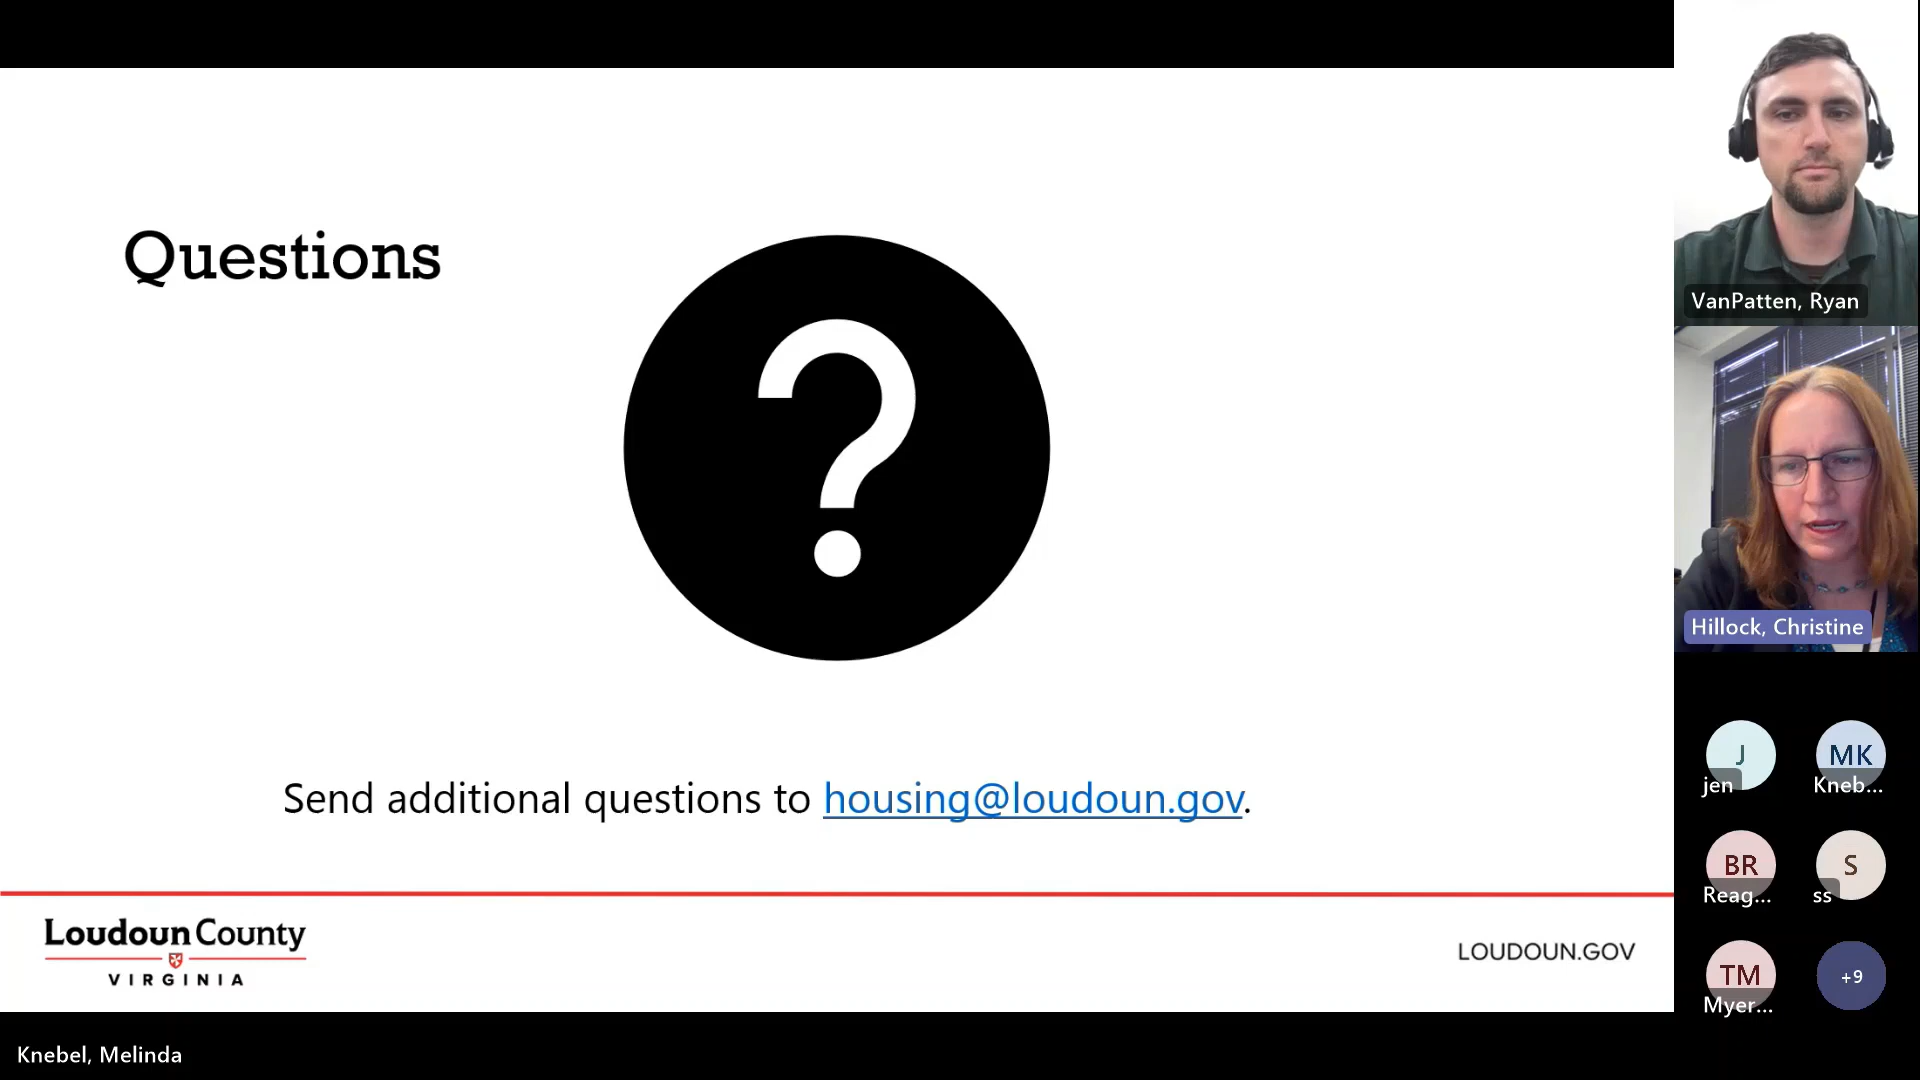 Questions
?
Send additional questions to housing@loudoun.gov.
Loudoun County
VIRGINIA
LOUDOUN.GOV
VanPatten, Ryan
Hillock, Christine
J
jen
MK
Kneb...
BR
Reag...
S
ss
TM
Myer...
+9
Knebel, Melinda